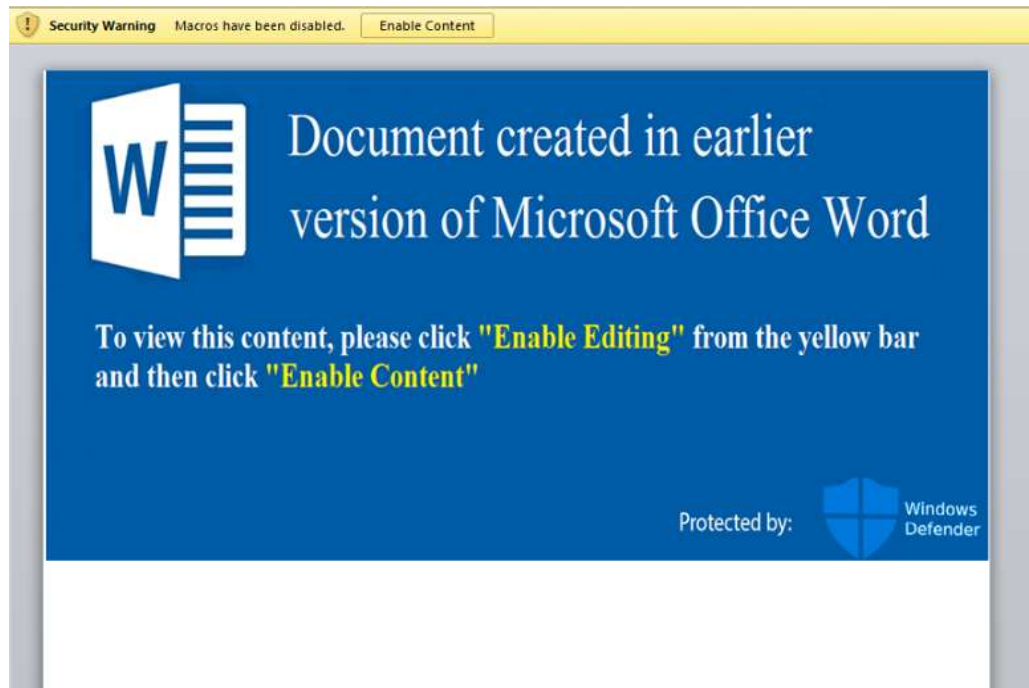 Security Warning Macros have been disabled. Enable Content
W
Document created in earlier
version of Microsoft Office Word
To view this content, please click "Enable Editing" from the yellow bar
and then click "Enable Content"
Protected by:
Windows
Defender